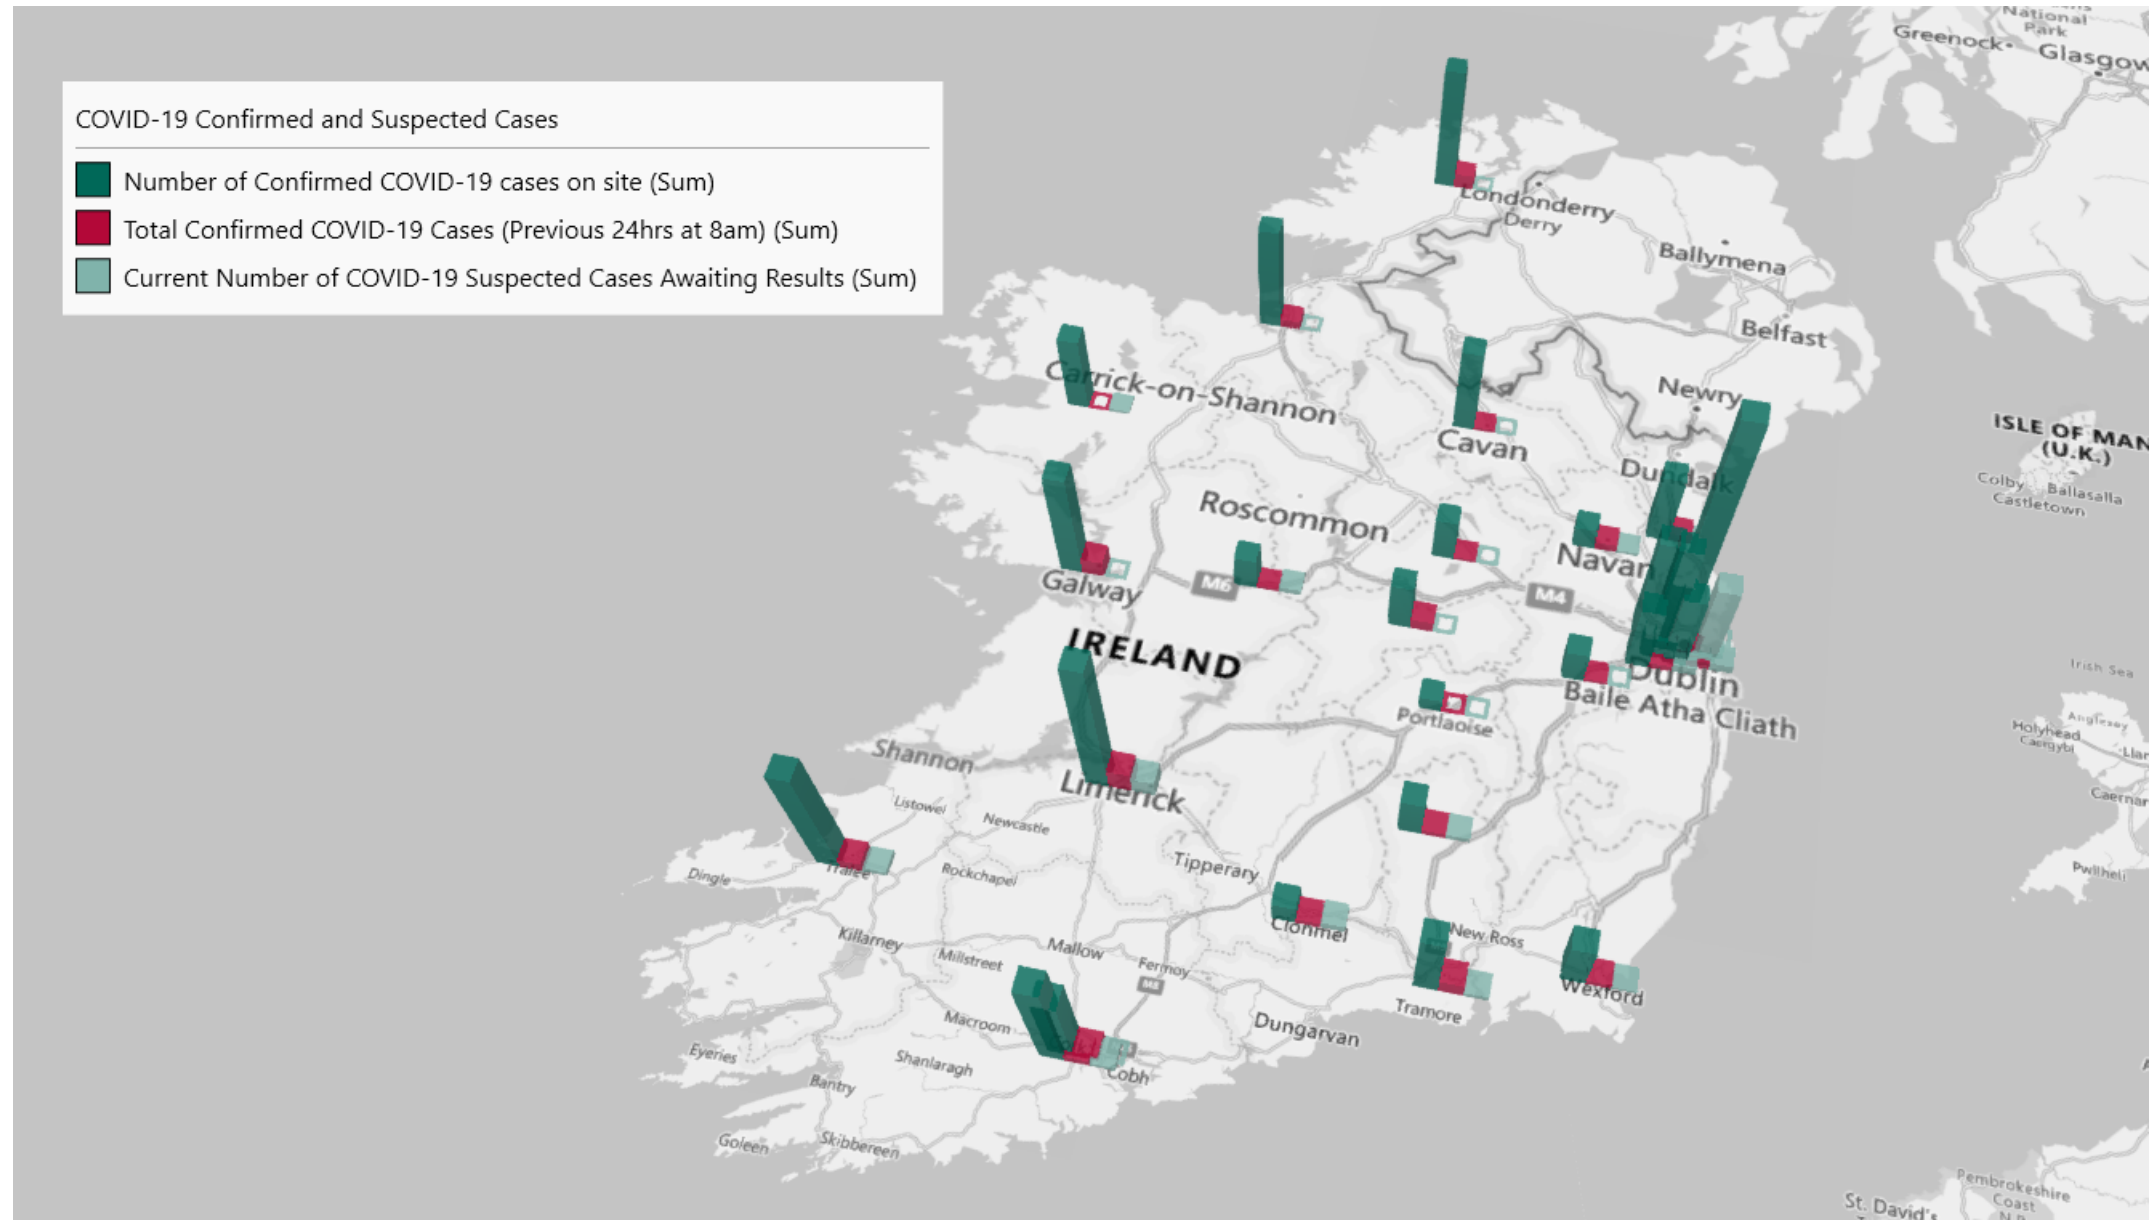 COVID-19 Confirmed and Suspected Cases
Number of Confirmed COVID-19 cases on site (Sum)
Total Confirmed COVID-19 Cases (Previous 24hrs at 8am) (Sum)
Current Number of COVID-19 Suspected Cases Awaiting Results (Sum)
National
Park
Greenock
Glasgow
Londonderry
Derry
Ballymena
Belfast
Newry
Carrick-on-Shannon
Cavan
Dundalk
ISLE OF MAN
(U.K.)
Colby
Ballasalla
Castletown
Roscommon
Navan
Galway
M6
M4
IRELAND
Dublin
Baile Atha Cliath
Irish Sea
Portlaoise
Anglesey
Holyhead
Caergybi
Shannon
Limerick
Listowel
Newcastle
Tralee
Dingle
Rockchapel
Tipperary
Pwllheli
Clonmel
New Ross
Killarney
Mallow
Millstreet
Fermoy
M8
Wexford
Tramore
Macroom
Dungarvan
Eyeries
Shanlaragh
Cobh
Bantry
Goleen
Skibbereen
Pembrokeshire
Coast
St. David's